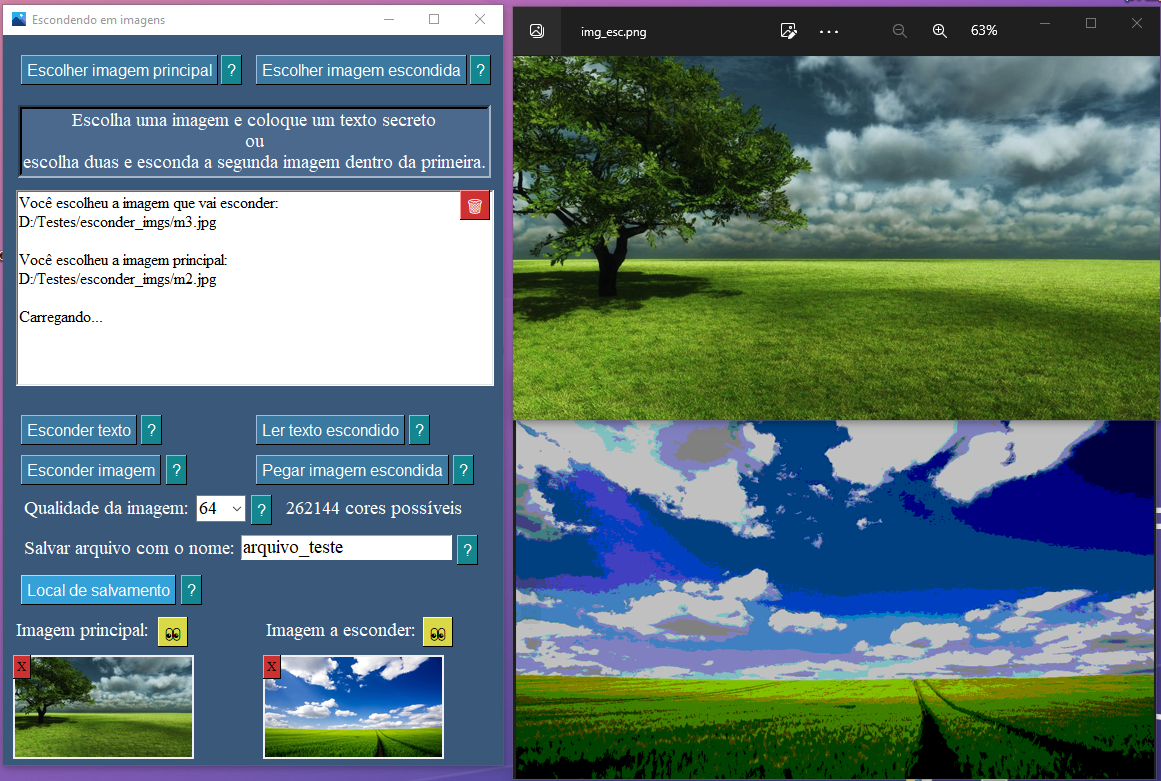 Escondendo em imagens
Escolher imagem principal ? Escolher imagem escondida ?
Escolha uma imagem e coloque um texto secreto
ou
escolha duas e esconda a segunda imagem dentro da primeira.
Você escolheu a imagem que vai esconder:
D:/Testes/esconder_imgs/m3.jpg
Você escolheu a imagem principal:
D:/Testes/esconder_imgs/m2.jpg
Carregando...
Esconder texto ? Ler texto escondido ?
Esconder imagem ? Pegar imagem escondida ?
Qualidade da imagem: 64 ? 262144 cores possíveis
Salvar arquivo com o nome: arquivo_teste ?
Local de salvamento ?
Imagem principal: Imagem a esconder:
X X
img_esc.png 63%